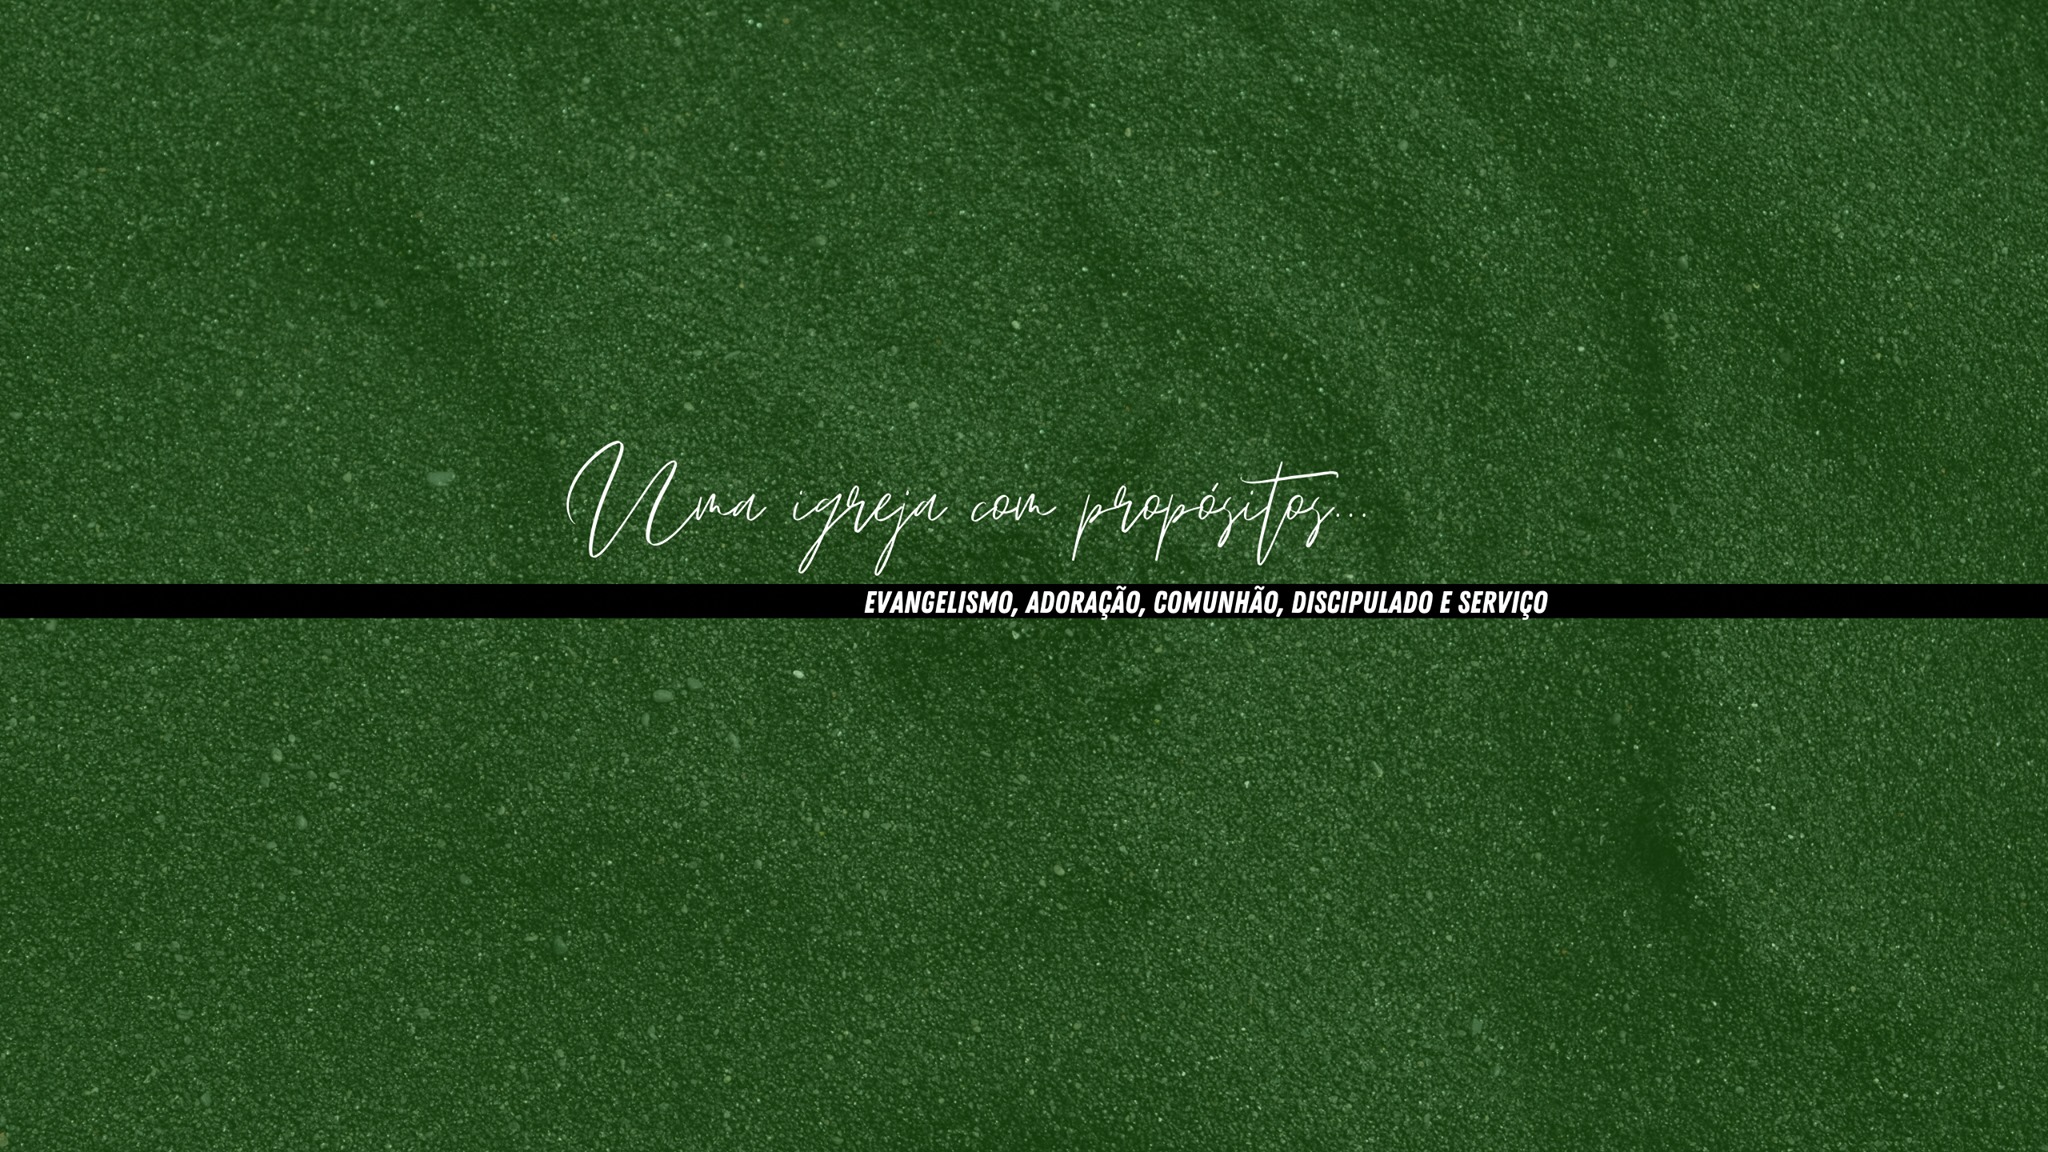 Uma igreja com propósitos...
EVANGELISMO, ADORAÇÃO, COMUNHÃO, DISCIPULADO E SERVIÇO